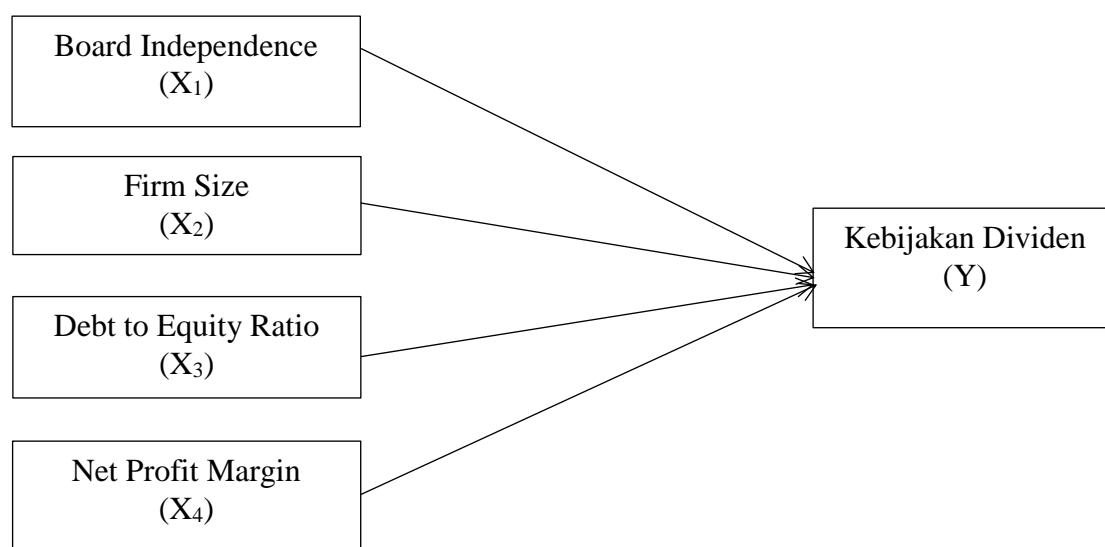 Board Independence
(X₁)
Firm Size
(X₂)
Debt to Equity Ratio
(X₃)
Net Profit Margin
(X₄)
Kebijakan Dividen
(Y)